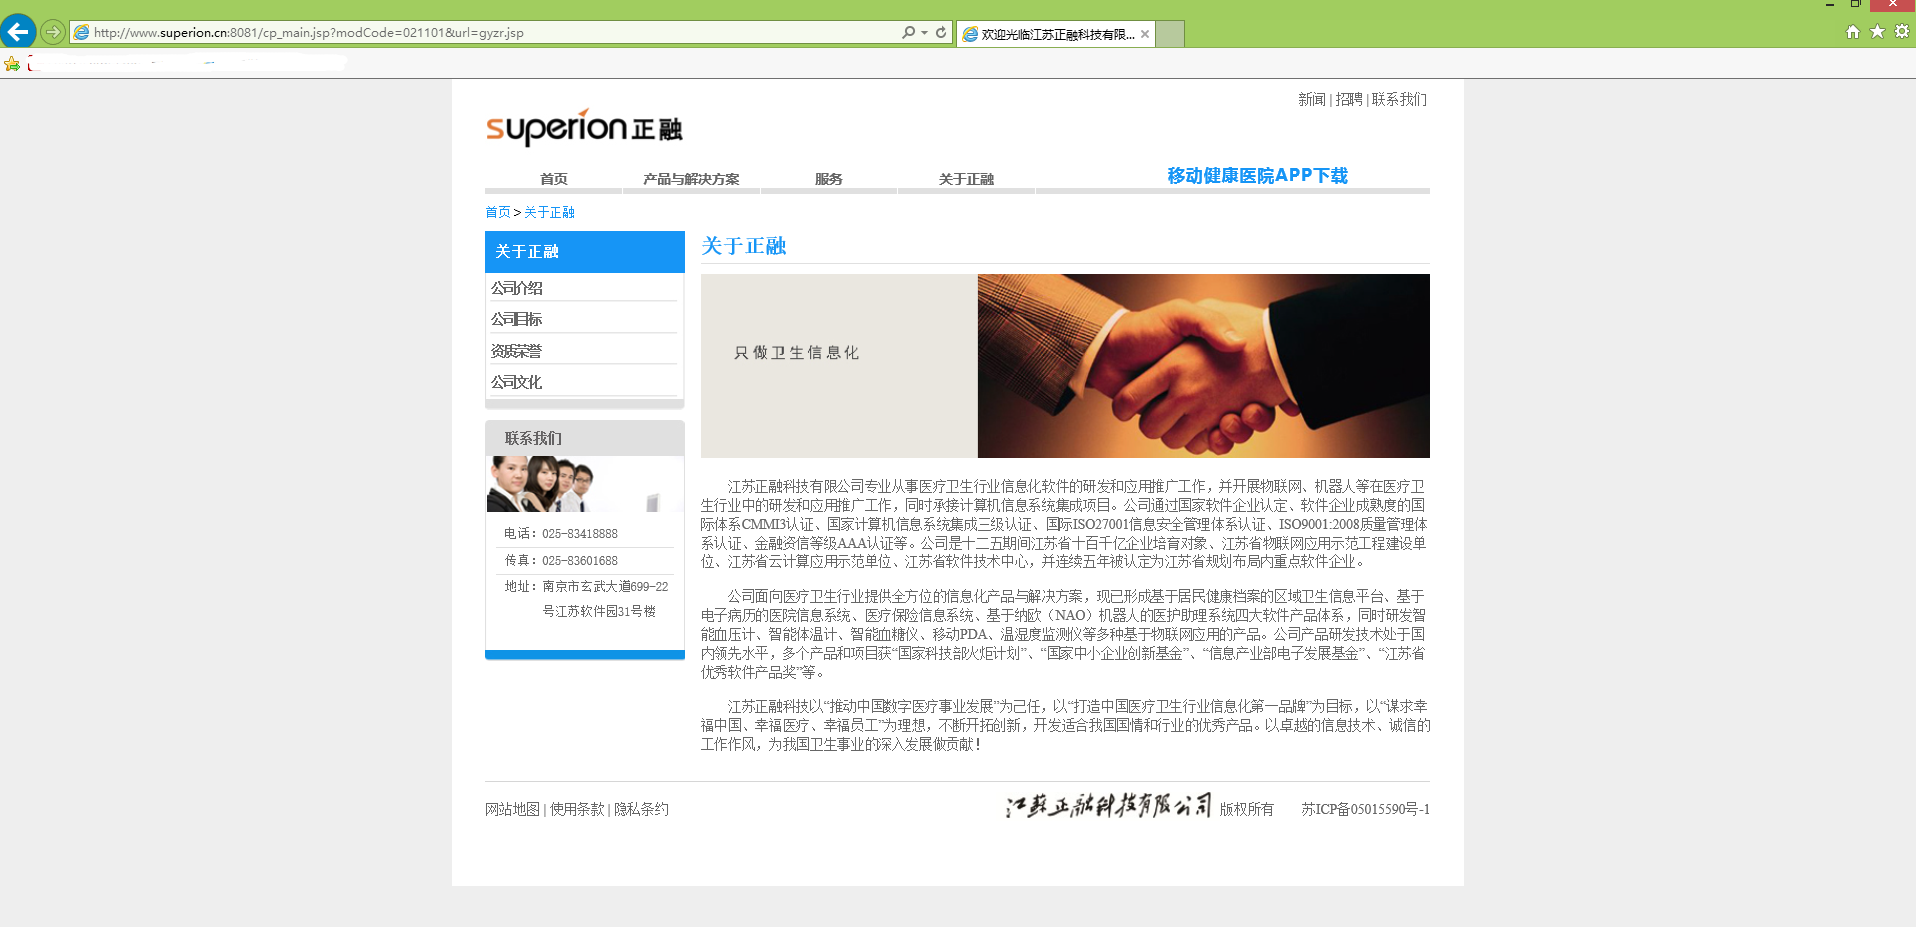 http://www.superion.cn:8081/cp_main.jsp?modCode=021101&url=gyzr.jsp
欢迎光临江苏正融科技有限...
新闻 | 招聘 | 联系我们
superion正融
首页 产品与解决方案 服务 关于正融 移动健康医院APP下载
首页 > 关于正融
关于正融
公司介绍
公司目标
资质荣誉
公司文化
联系我们
电话：025-83418888
传真：025-83601688
地址：南京市玄武大道699-22
号江苏软件园31号楼
关于正融
只做卫生信息化
江苏正融科技有限公司专业从事医疗卫生行业信息化软件的研发和应用推广工作，并开展物联网、机器人等在医疗卫
生行业中的研发和应用推广工作，同时承接计算机信息系统集成项目。公司通过国家软件企业认定、软件企业成熟度的国
际体系CMMI3认证、国家计算机信息系统集成三级认证、国际ISO27001信息安全管理体系认证、ISO9001:2008质量管理体
系认证、金融资信等级AAA认证等。公司是十二五期间江苏省十百千亿企业培育对象、江苏省物联网应用示范工程建设单
位、江苏省云计算应用示范单位、江苏省软件技术中心，并连续五年被认定为江苏省规划布局内重点软件企业。
公司面向医疗卫生行业提供全方位的信息化产品与解决方案，现已形成基于居民健康档案的区域卫生信息平台、基于
电子病历的医院信息系统、医疗保险信息系统、基于纳欧（NAO）机器人的医护助理系统四大软件产品体系，同时研发智
能血压计、智能体温计、智能血糖仪、移动PDA、温湿度监测仪等多种基于物联网应用的产品。公司产品研发技术处于国
内领先水平，多个产品和项目获“国家科技部火炬计划”、“国家中小企业创新基金”、“信息产业部电子发展基金”、“江苏省
优秀软件产品奖”等。
江苏正融科技以“推动中国数字医疗事业发展”为己任，以“打造中国医疗卫生行业信息化第一品牌”为目标，以“谋求幸
福中国、幸福医疗、幸福员工”为理想，不断开拓创新，开发适合我国国情和行业的优秀产品。以卓越的信息技术、诚信的
工作作风，为我国卫生事业的深入发展做贡献！
网站地图 | 使用条款 | 隐私条约
江苏正融科技有限公司 版权所有 苏ICP备05015590号-1